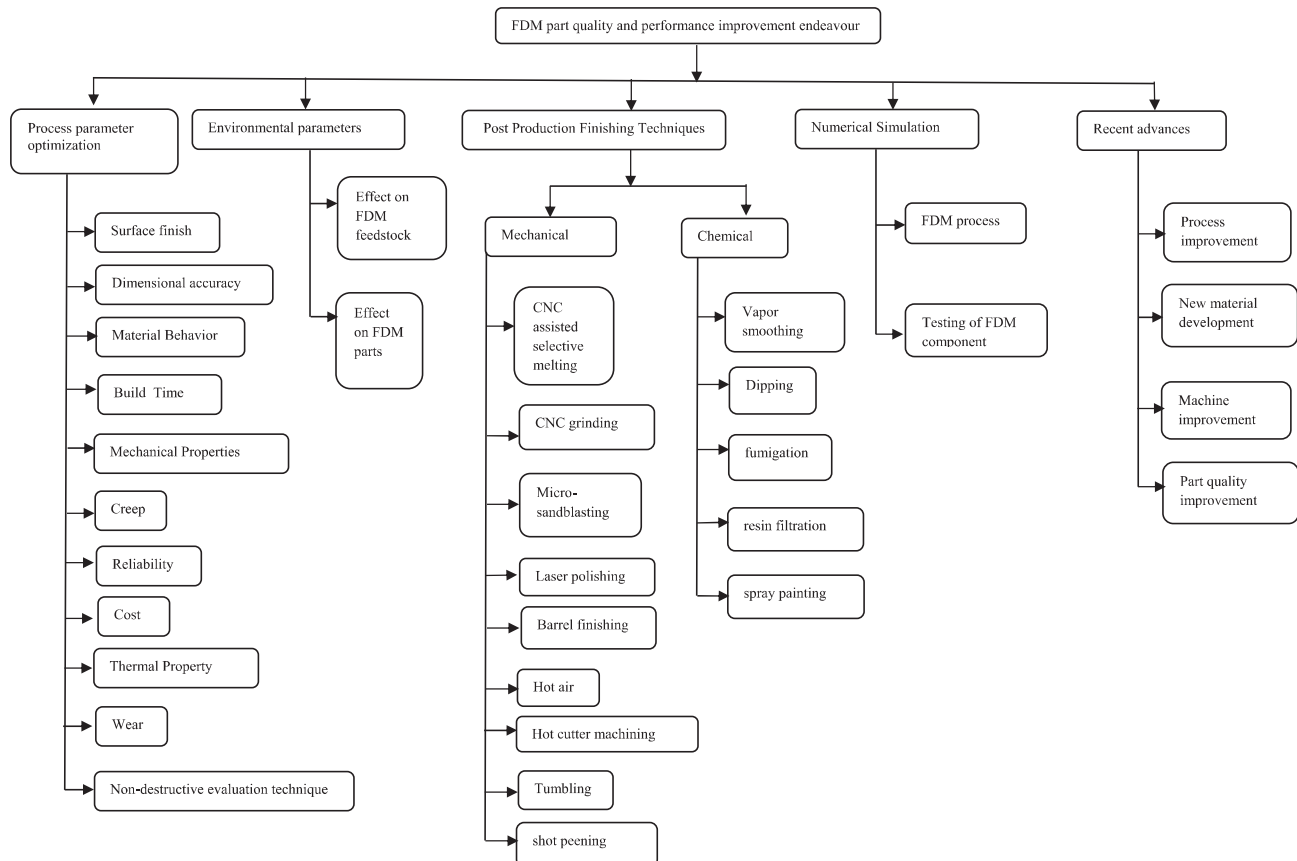 FDM part quality and performance improvement endeavour
Process parameter
optimization
Surface finish
Dimensional accuracy
Material Behavior
Build Time
Mechanical Properties
Creep
Reliability
Cost
Thermal Property
Wear
Non-destructive evaluation technique
Environmental parameters
Effect on
FDM
feedstock
Effect
on FDM
parts
Post Production Finishing Techniques
Mechanical
CNC
assisted
selective
melting
CNC grinding
Micro-
sandblasting
Laser polishing
Barrel finishing
Hot air
Hot cutter machining
Tumbling
shot peening
Chemical
Vapor
smoothing
Dipping
fumigation
resin filtration
spray painting
Numerical Simulation
FDM process
Testing of FDM
component
Recent advances
Process
improvement
New material
development
Machine
improvement
Part quality
improvement